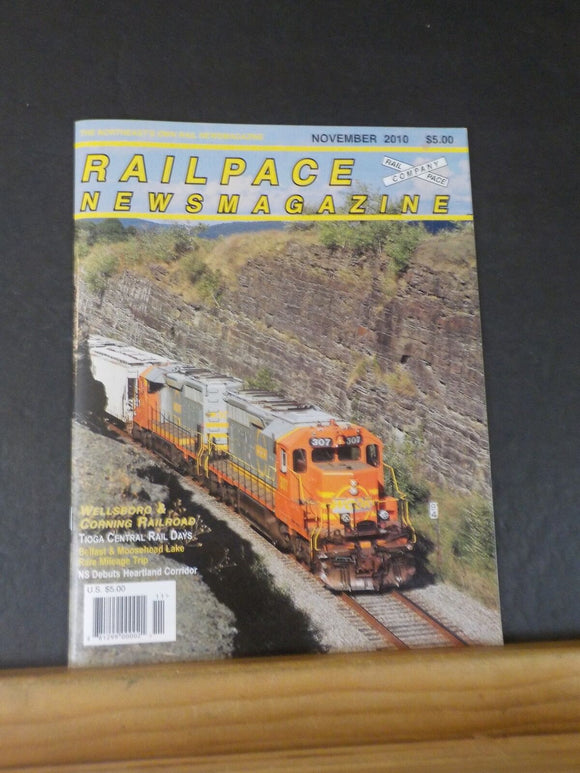 THE NORTHEAST'S OWN RAIL NEWSMAGAZINE
NOVEMBER 2010 $5.00
RAILPACE
NEWSMAGAZINE
RAIL PACE
COMPANY
307 307
WELLSBORO &
CORNING RAILROAD
TIOGA CENTRAL RAIL DAYS
Belfast & Moosehead Lake
Rare Mileage Trip
NS Debuts Heartland Corridor
U.S. $5.00
11